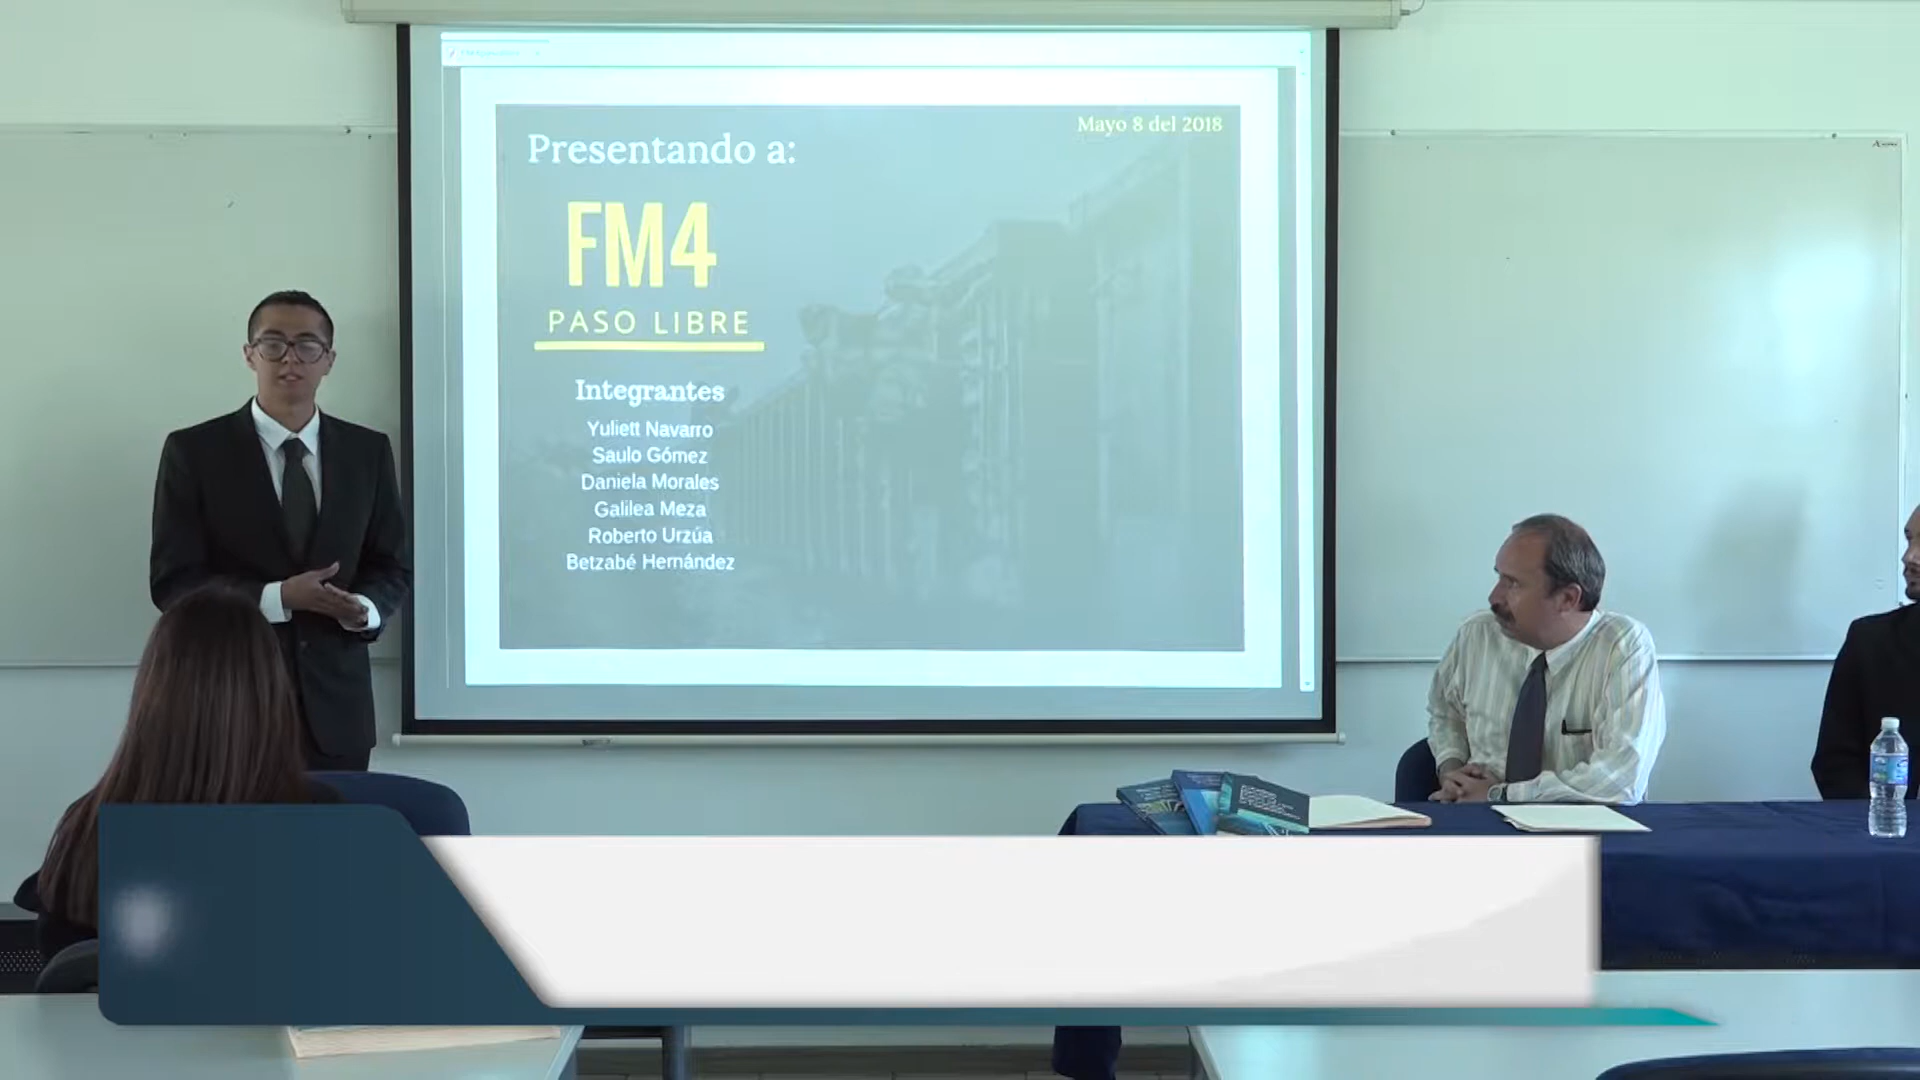 Mayo 8 del 2018
Presentando a:
FM4
PASO LIBRE
Integrantes
Yuliett Navarro
Saulo Gómez
Daniela Morales
Galilea Meza
Roberto Urzúa
Betzabé Hernández